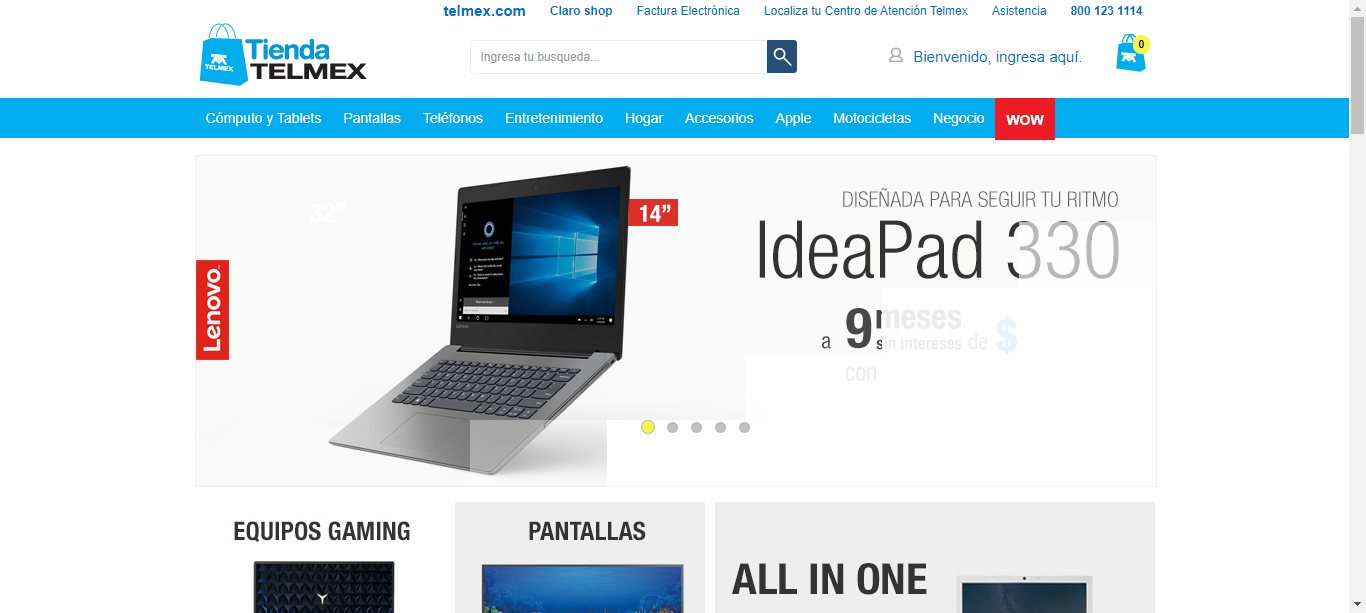 telmex.com Claro shop Factura Electrónica Localiza tu Centro de Atención Telmex Asistencia 800 123 1114
Tienda
TELMEX
TELMEX
Ingresa tu busqueda...
Bienvenido, ingresa aquí.
0
Cómputo y Tablets Pantallas Teléfonos Entretenimiento Hogar Accesorios Apple Motocicletas Negocio WOW
32”
14”
Lenovo
Lenovo
DISEÑADA PARA SEGUIR TU RITMO
IdeaPad 330
a 9 meses
sin intereses de $
con
EQUIPOS GAMING
PANTALLAS
ALL IN ONE